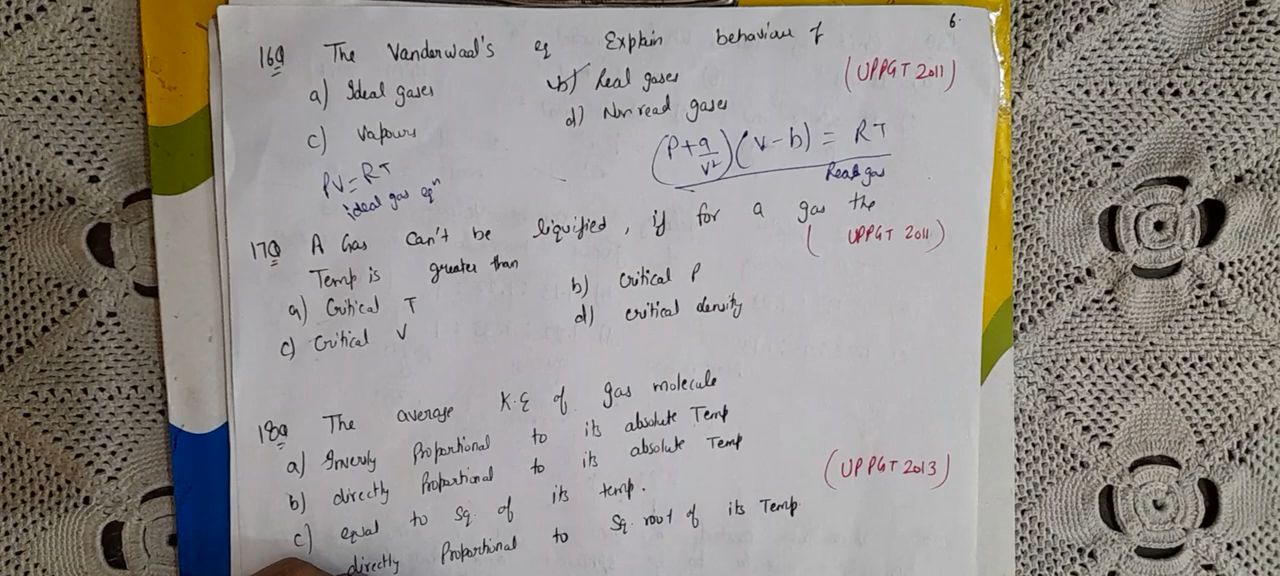 6.
16Q The Vanderwaal's eq Explain behaviour of
(UPPGT 2011)
a) Ideal gases b) Real gases
c) Vapours d) Non real gases
PV=RT
ideal gas eqⁿ
(P+a/v²)(v-b) = RT
Real gas
17Q A Gas Can't be liquified, if for a gas the
Temp is greater than ( UPPGT 2011)
a) Critical T b) Critical P
c) Critical V d) critical density
18Q The average K.E of gas molecule
a) Inversly Proportional to its absolute Temp
b) directly Proportional to its absolute Temp
(UPPGT 2013)
c) eqal to Sq. of its temp.
directly Proportional to Sq. root of its Temp.